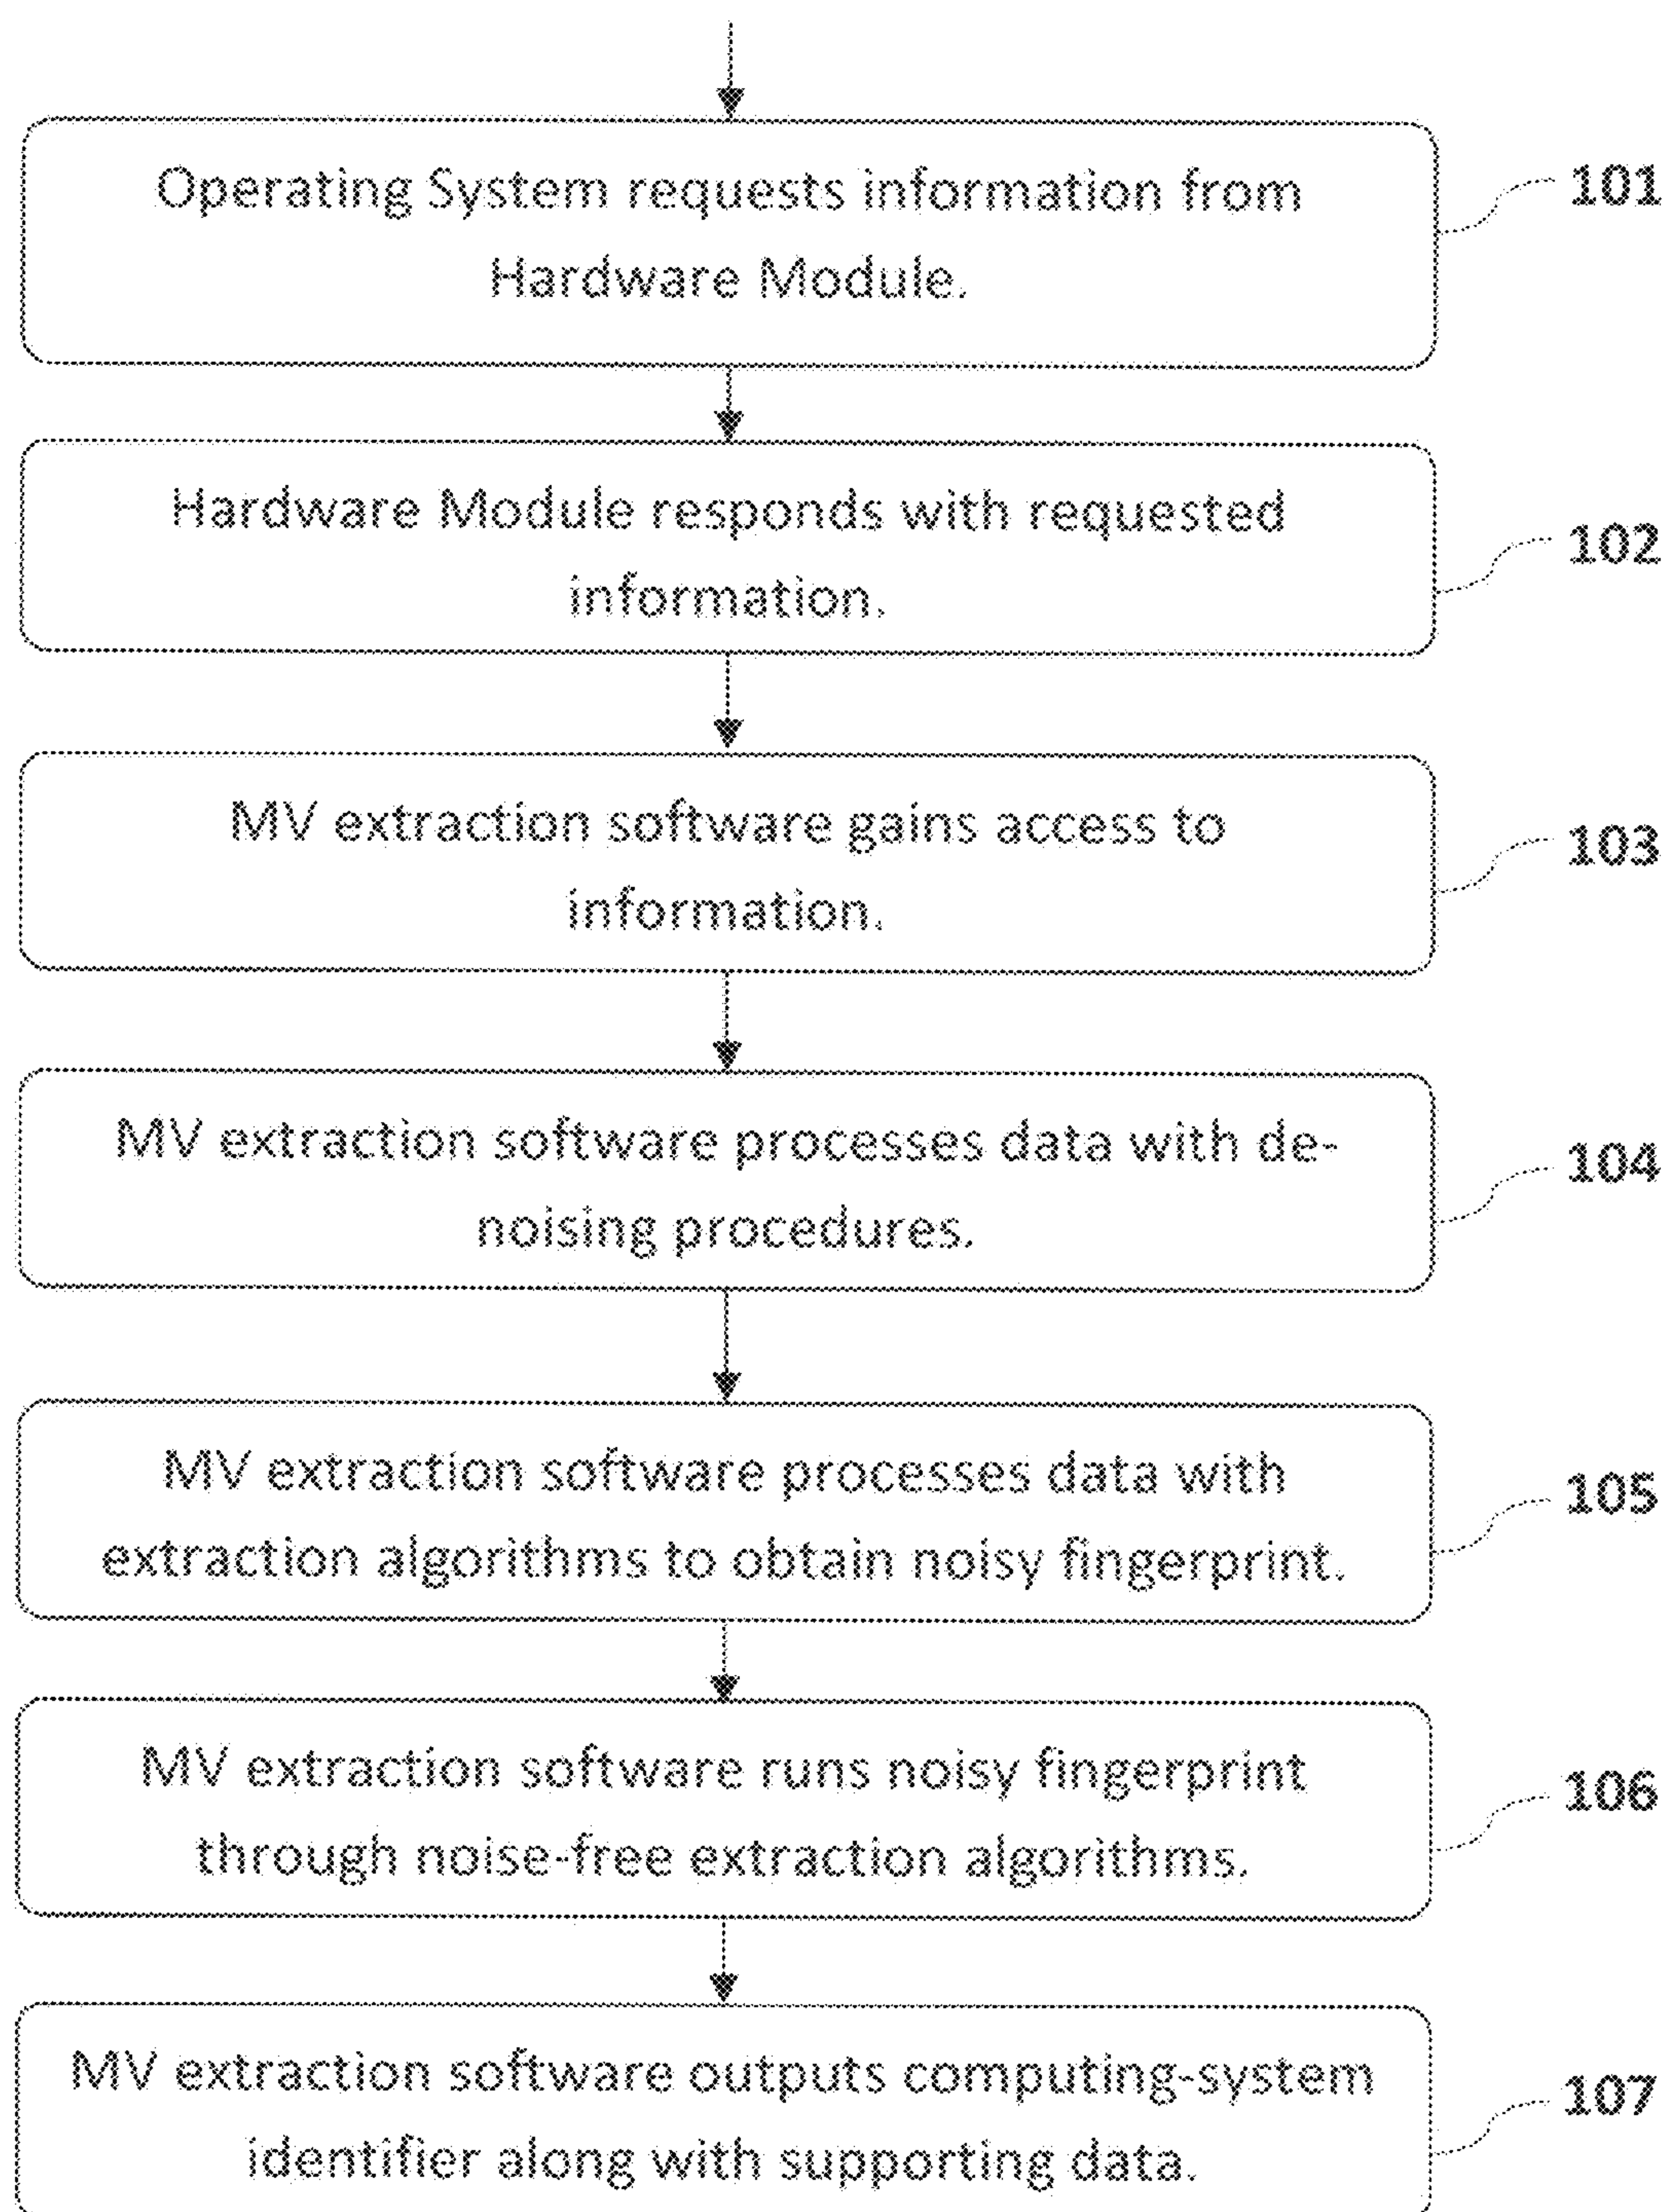 Operating System requests information from
Hardware Module.
101
Hardware Module responds with requested
information.
102
MV extraction software gains access to
information.
103
MV extraction software processes data with de-
noising procedures.
104
MV extraction software processes data with
extraction algorithms to obtain noisy fingerprint.
105
MV extraction software runs noisy fingerprint
through noise-free extraction algorithms.
106
MV extraction software outputs computing-system
identifier along with supporting data.
107